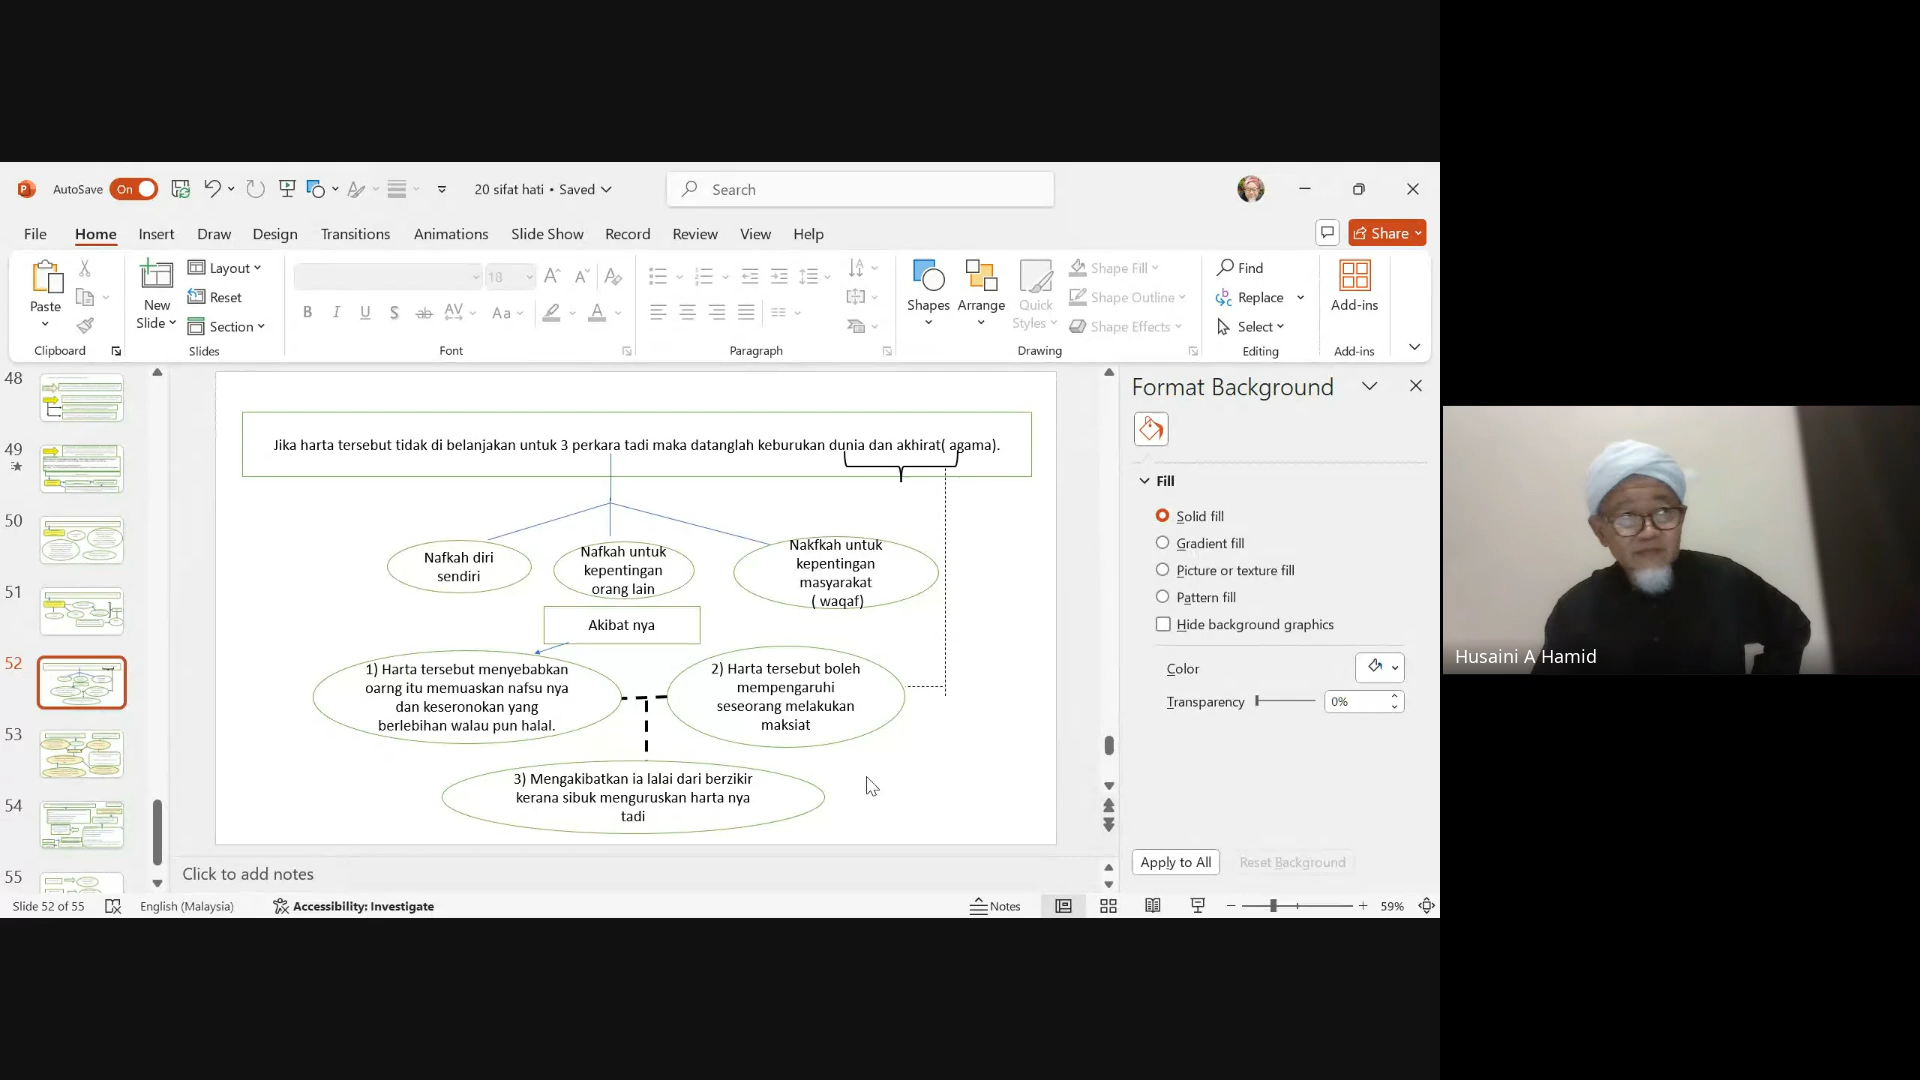 AutoSave On
20 sifat hati • Saved
Search
File Home Insert Draw Design Transitions Animations Slide Show Record Review View Help
Share
Paste
New
Slide
Layout
Reset
Section
18
B I U S ab AV Aa A
Shapes
Arrange
Quick
Styles
Shape Fill
Shape Outline
Shape Effects
Find
Replace
Select
Add-ins
Clipboard Slides Font Paragraph Drawing Editing Add-ins
48
49
50
51
52
53
54
55
Jika harta tersebut tidak di belanjakan untuk 3 perkara tadi maka datanglah keburukan dunia dan akhirat( agama).
Nafkah diri
sendiri
Nafkah untuk
kepentingan
orang lain
Nakfkah untuk
kepentingan
masyarakat
( waqaf)
Akibat nya
1) Harta tersebut menyebabkan
oarng itu memuaskan nafsu nya
dan keseronokan yang
berlebihan walau pun halal.
2) Harta tersebut boleh
mempengaruhi
seseorang melakukan
maksiat
3) Mengakibatkan ia lalai dari berzikir
kerana sibuk menguruskan harta nya
tadi
Format Background
Fill
Solid fill
Gradient fill
Picture or texture fill
Pattern fill
Hide background graphics
Color
Transparency 0%
Apply to All Reset Background
Click to add notes
Slide 52 of 55 English (Malaysia) Accessibility: Investigate Notes 59%
Husaini A Hamid